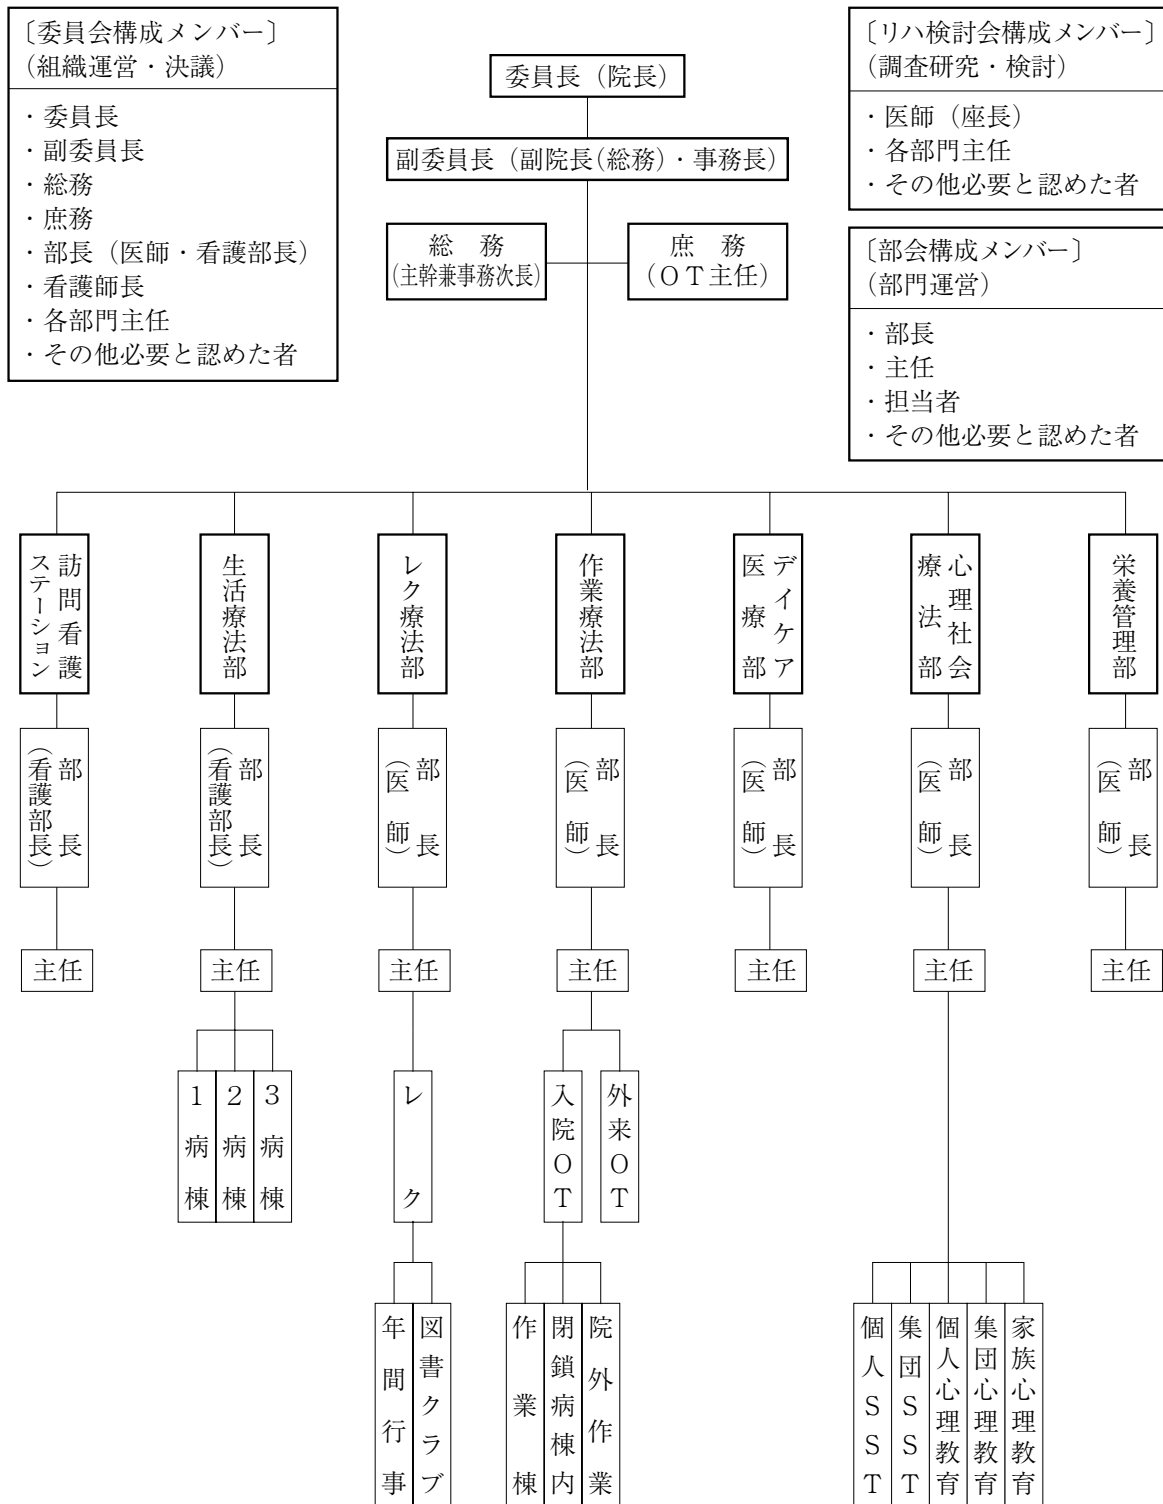 〔委員会構成メンバー〕
（組織運営・決議）
・委員長
・副委員長
・総務
・庶務
・部長（医師・看護部長）
・看護師長
・各部門主任
・その他必要と認めた者
委員長（院長）
副委員長（副院長（総務）・事務長）
総　務
（主幹兼事務次長）
庶　務
（ＯＴ主任）
〔リハ検討会構成メンバー〕
（調査研究・検討）
・医師（座長）
・各部門主任
・その他必要と認めた者
〔部会構成メンバー〕
（部門運営）
・部長
・主任
・担当者
・その他必要と認めた者
訪問看護
ステーション
生活療法部
レク療法部
作業療法部
デイケア
医療部
心理社会
療法部
栄養管理部
部長
（看護部長）
部長
（看護部長）
部長
（医師）
部長
（医師）
部長
（医師）
部長
（医師）
部長
（医師）
主任
主任
主任
主任
主任
主任
主任
１病棟
２病棟
３病棟
レク
入院ＯＴ
外来ＯＴ
年間行事
図書クラブ
作業棟
閉鎖病棟内
院外作業
個人ＳＳＴ
集団ＳＳＴ
個人心理教育
集団心理教育
家族心理教育